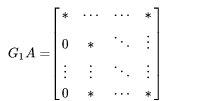 G₁A = [ * ⋯ ⋯ * ]
[ 0 * ⋱ ⋮ ]
[ ⋮ ⋮ ⋱ ⋮ ]
[ 0 * ⋯ * ]